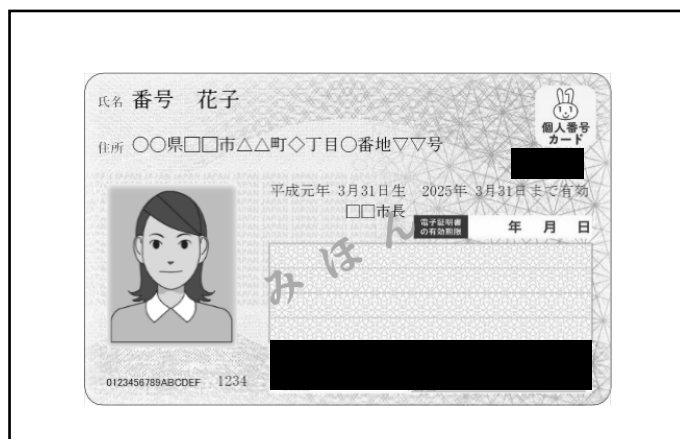 氏名 番号 花子
個人番号
カード
住所 ○○県□□市△△町◇丁目○番地▽▽号
平成元年 3月31日生 2025年 3月31日まで有効
□□市長
電子証明書
の有効期限
年 月 日
みほん
0123456789ABCDEF 1234